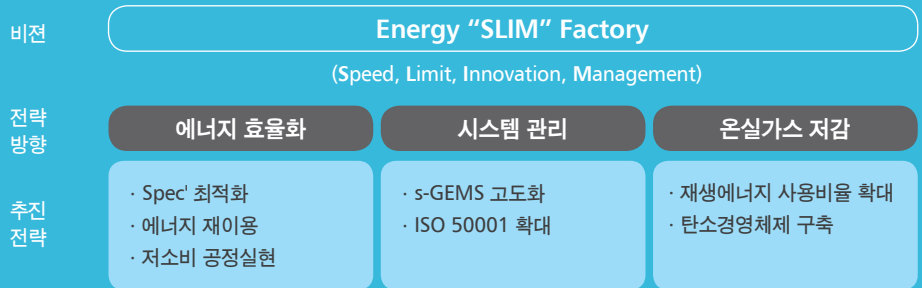 비젼
Energy “SLIM” Factory
(Speed, Limit, Innovation, Management)
전략
방향
에너지 효율화
시스템 관리
온실가스 저감
추진
전략
· Spec' 최적화
· 에너지 재이용
· 저소비 공정실현
· s-GEMS 고도화
· ISO 50001 확대
· 재생에너지 사용비율 확대
· 탄소경영체제 구축